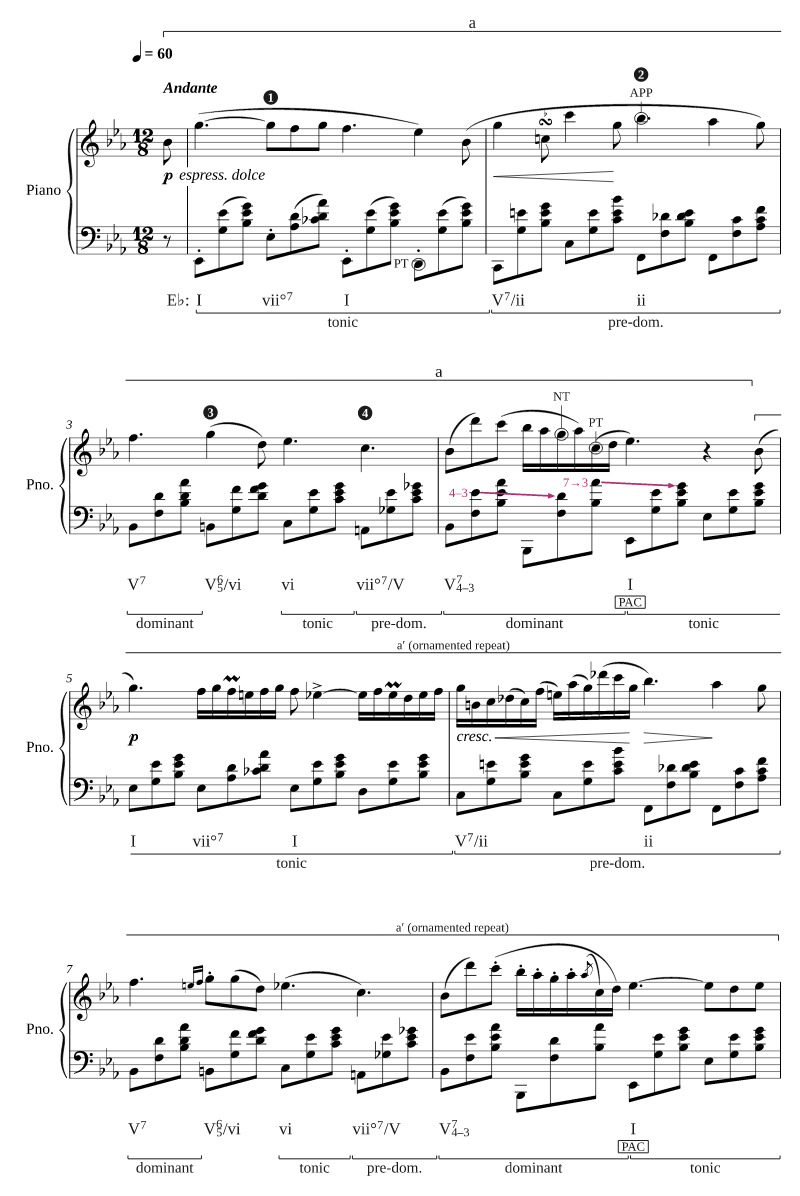 a
♩ = 60
Andante
1
2
APP
12
8
Piano
p espress. dolce
12
8
PT
E♭: I vii°7 I V7/ii ii
tonic pre-dom.
a
3
3
4
NT
PT
Pno.
4–3
7→3
V7 V6/5/vi vi vii°7/V V7/4–3 I
PAC
dominant tonic pre-dom. dominant tonic
a′ (ornamented repeat)
5
Pno.
p
cresc.
I vii°7 I V7/ii ii
tonic pre-dom.
a′ (ornamented repeat)
7
Pno.
V7 V6/5/vi vi vii°7/V V7/4–3 I
PAC
dominant tonic pre-dom. dominant tonic